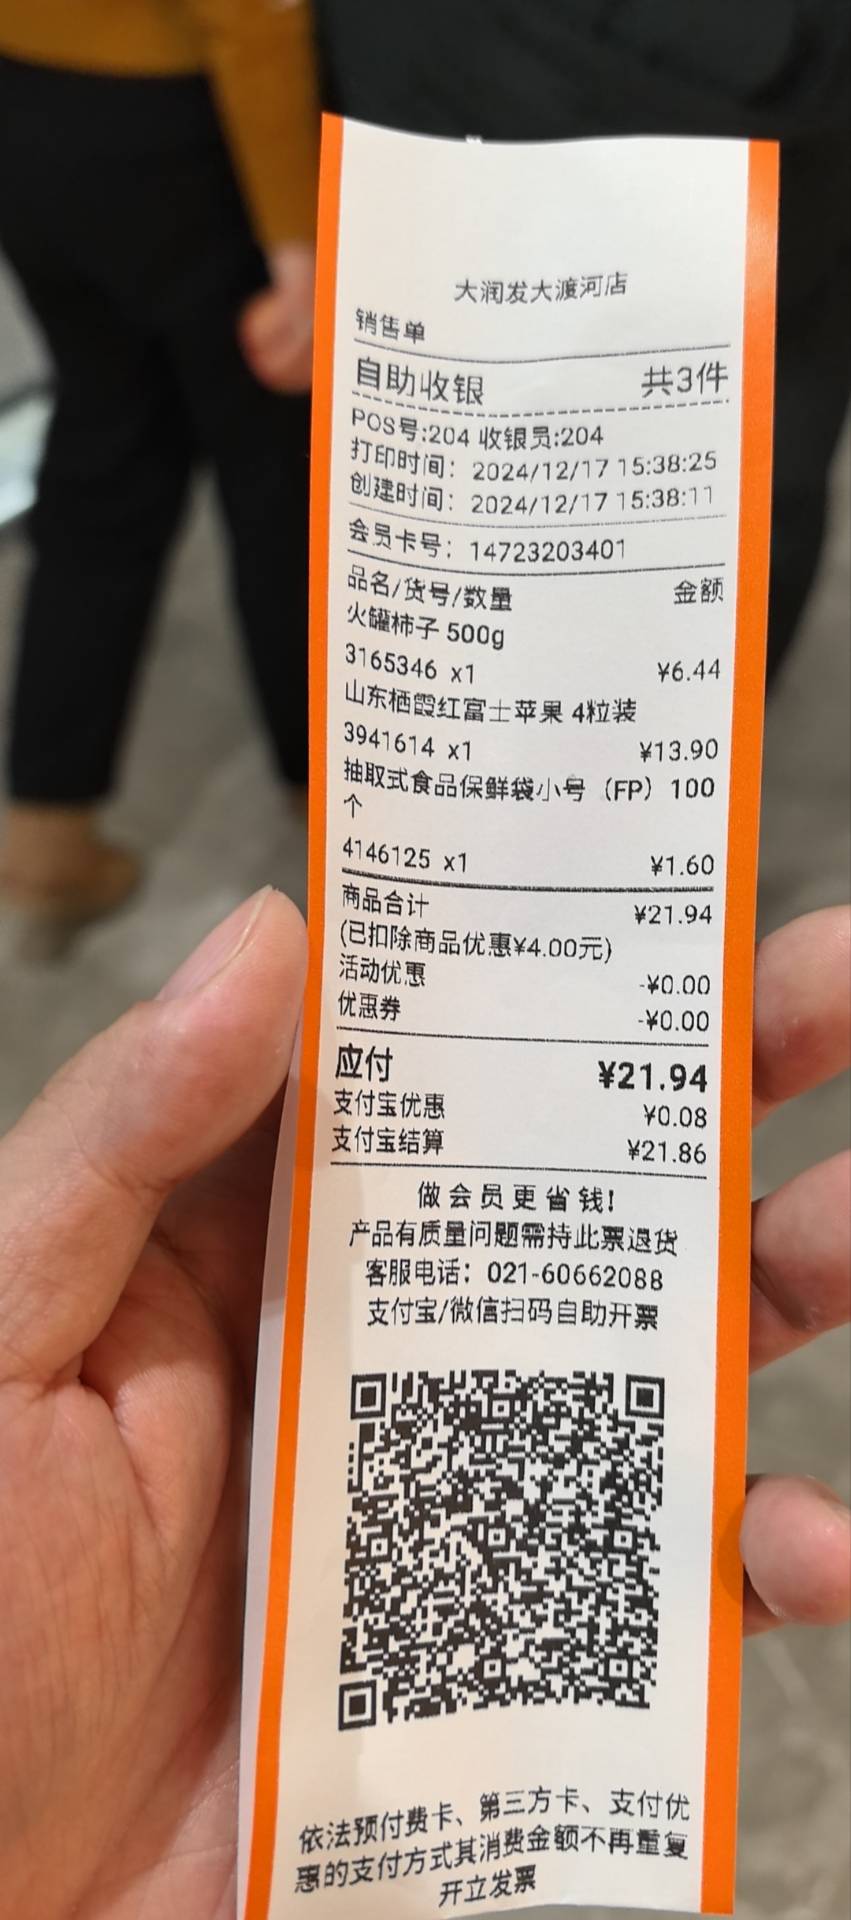 大润发大渡河店
销售单
自助收银 共3件
POS号:204 收银员:204
打印时间：2024/12/17 15:38:25
创建时间：2024/12/17 15:38:11
会员卡号：14723203401
品名/货号/数量 金额
火罐柿子 500g
3165346 x1 ¥6.44
山东栖霞红富士苹果 4粒装
3941614 x1 ¥13.90
抽取式食品保鲜袋小号（FP）100
个
4146125 x1 ¥1.60
商品合计 ¥21.94
(已扣除商品优惠¥4.00元)
活动优惠 -¥0.00
优惠券 -¥0.00
应付 ¥21.94
支付宝优惠 ¥0.08
支付宝结算 ¥21.86
做会员更省钱!
产品有质量问题需持此票退货
客服电话：021-60662088
支付宝/微信扫码自助开票
依法预付费卡、第三方卡、支付优
惠的支付方式其消费金额不再重复
开立发票